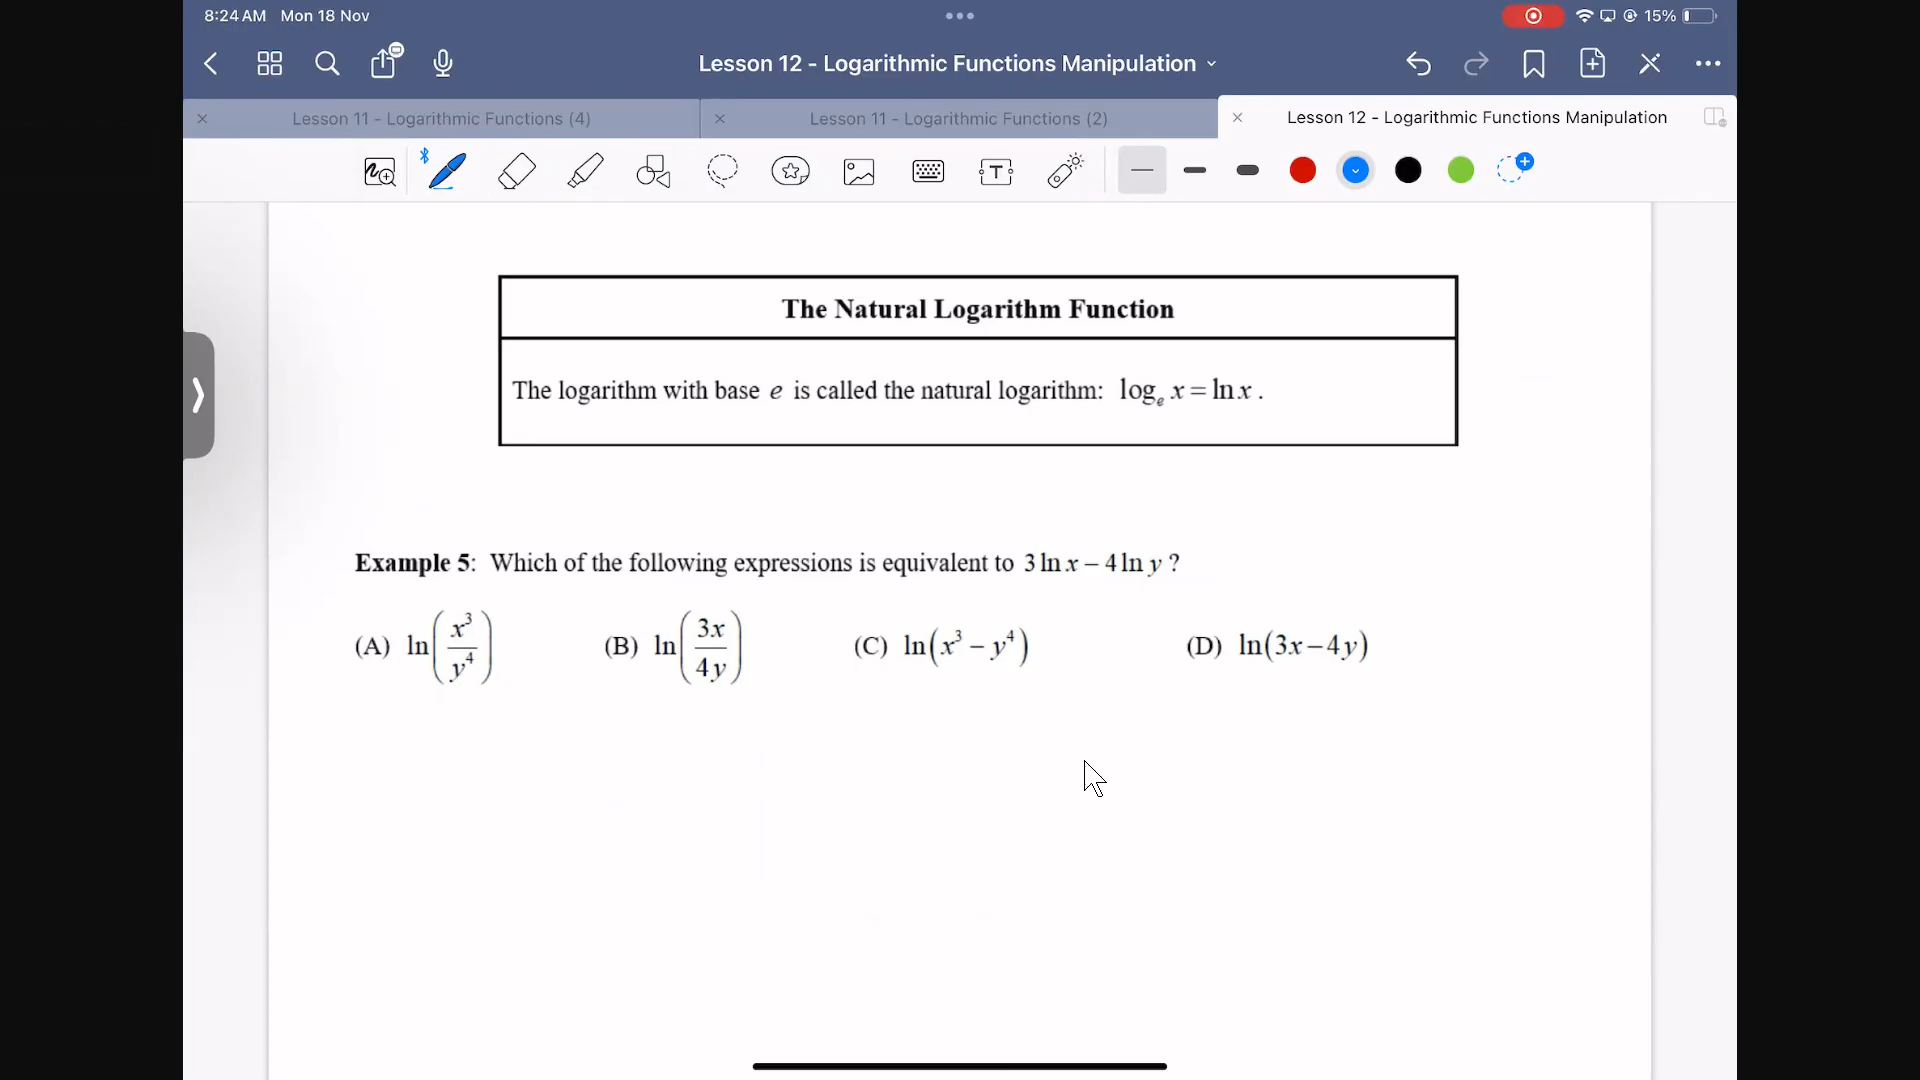 8:24 AM Mon 18 Nov
15%
Lesson 12 - Logarithmic Functions Manipulation
Lesson 11 - Logarithmic Functions (4)
Lesson 11 - Logarithmic Functions (2)
Lesson 12 - Logarithmic Functions Manipulation
The Natural Logarithm Function
The logarithm with base e is called the natural logarithm: logₑ x = ln x .
Example 5: Which of the following expressions is equivalent to 3 ln x − 4 ln y ?
(A) ln(x³/y⁴) (B) ln(3x/4y) (C) ln(x³ − y⁴) (D) ln(3x − 4y)